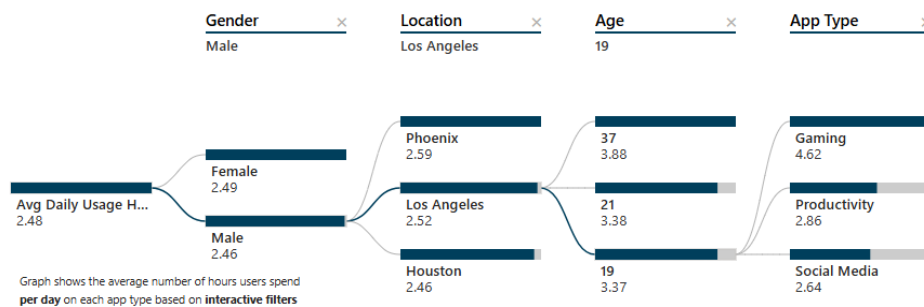 Gender ×
Male
Location ×
Los Angeles
Age ×
19
App Type ×
Avg Daily Usage H...
2.48
Female
2.49
Male
2.46
Phoenix
2.59
Los Angeles
2.52
Houston
2.46
37
3.88
21
3.38
19
3.37
Gaming
4.62
Productivity
2.86
Social Media
2.64
Graph shows the average number of hours users spend
per day on each app type based on interactive filters